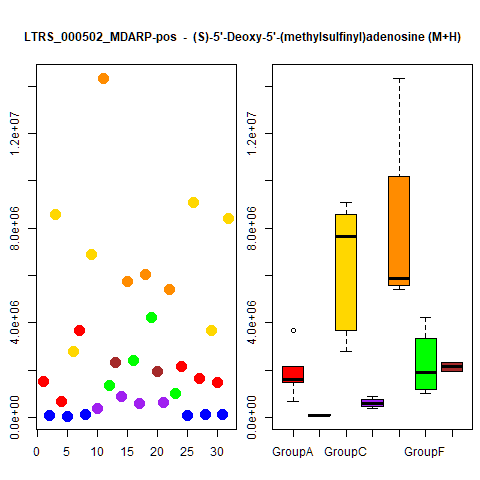 LTRS_000502_MDARP-pos - (S)-5'-Deoxy-5'-(methylsulfinyl)adenosine (M+H)
1.2e+07
8.0e+06
4.0e+06
0.0e+00
0 5 10 15 20 25 30
1.2e+07
8.0e+06
4.0e+06
0.0e+00
GroupA GroupC GroupF